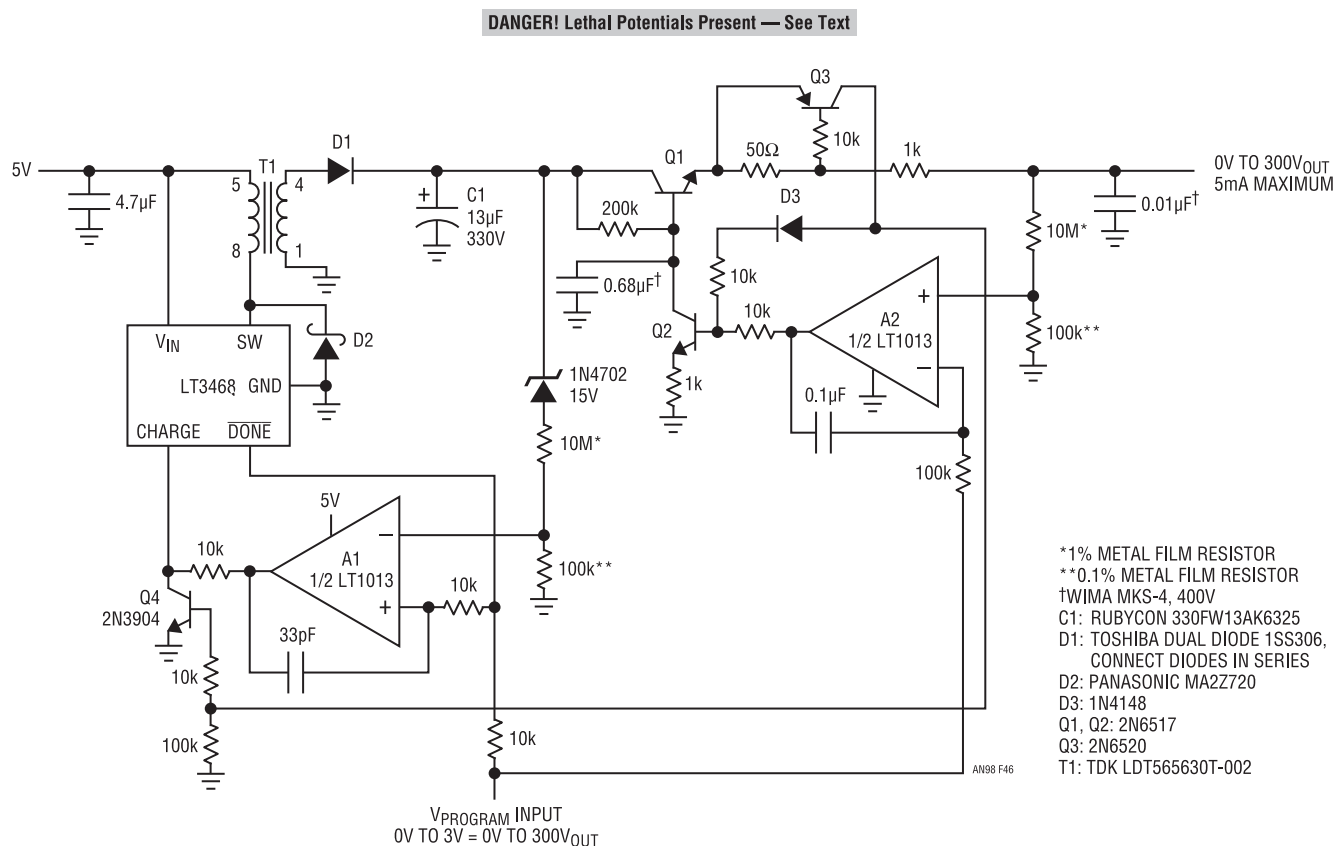 DANGER! Lethal Potentials Present — See Text
Q3
10k
5V
T1
D1
Q1
50Ω
1k
0V TO 300VOUT
5mA MAXIMUM
5
4
8
1
4.7µF
+
C1
13µF
330V
200k
D3
0.01µF†
10M*
0.68µF†
10k
10k
Q2
A2
1/2 LT1013
+
−
100k**
D2
VIN
SW
LT3468
GND
CHARGE
DONE
1N4702
15V
1k
0.1µF
10M*
100k
5V
10k
A1
1/2 LT1013
−
+
10k
100k**
Q4
2N3904
33pF
10k
100k
10k
*1% METAL FILM RESISTOR
**0.1% METAL FILM RESISTOR
†WIMA MKS-4, 400V
C1: RUBYCON 330FW13AK6325
D1: TOSHIBA DUAL DIODE 1SS306,
CONNECT DIODES IN SERIES
D2: PANASONIC MA2Z720
D3: 1N4148
Q1, Q2: 2N6517
Q3: 2N6520
T1: TDK LDT565630T-002
AN98 F46
VPROGRAM INPUT
0V TO 3V = 0V TO 300VOUT